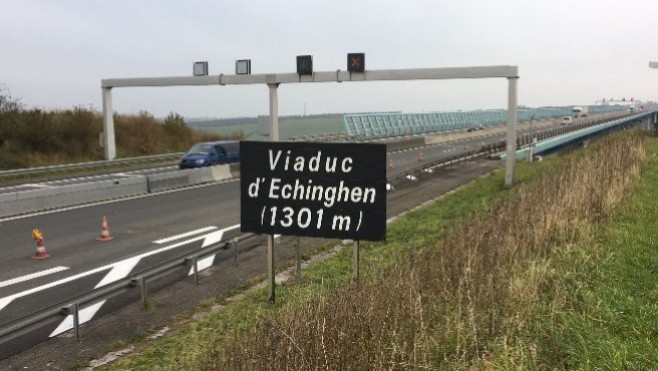 Viaduc
d'Echinghen
(1301 m)